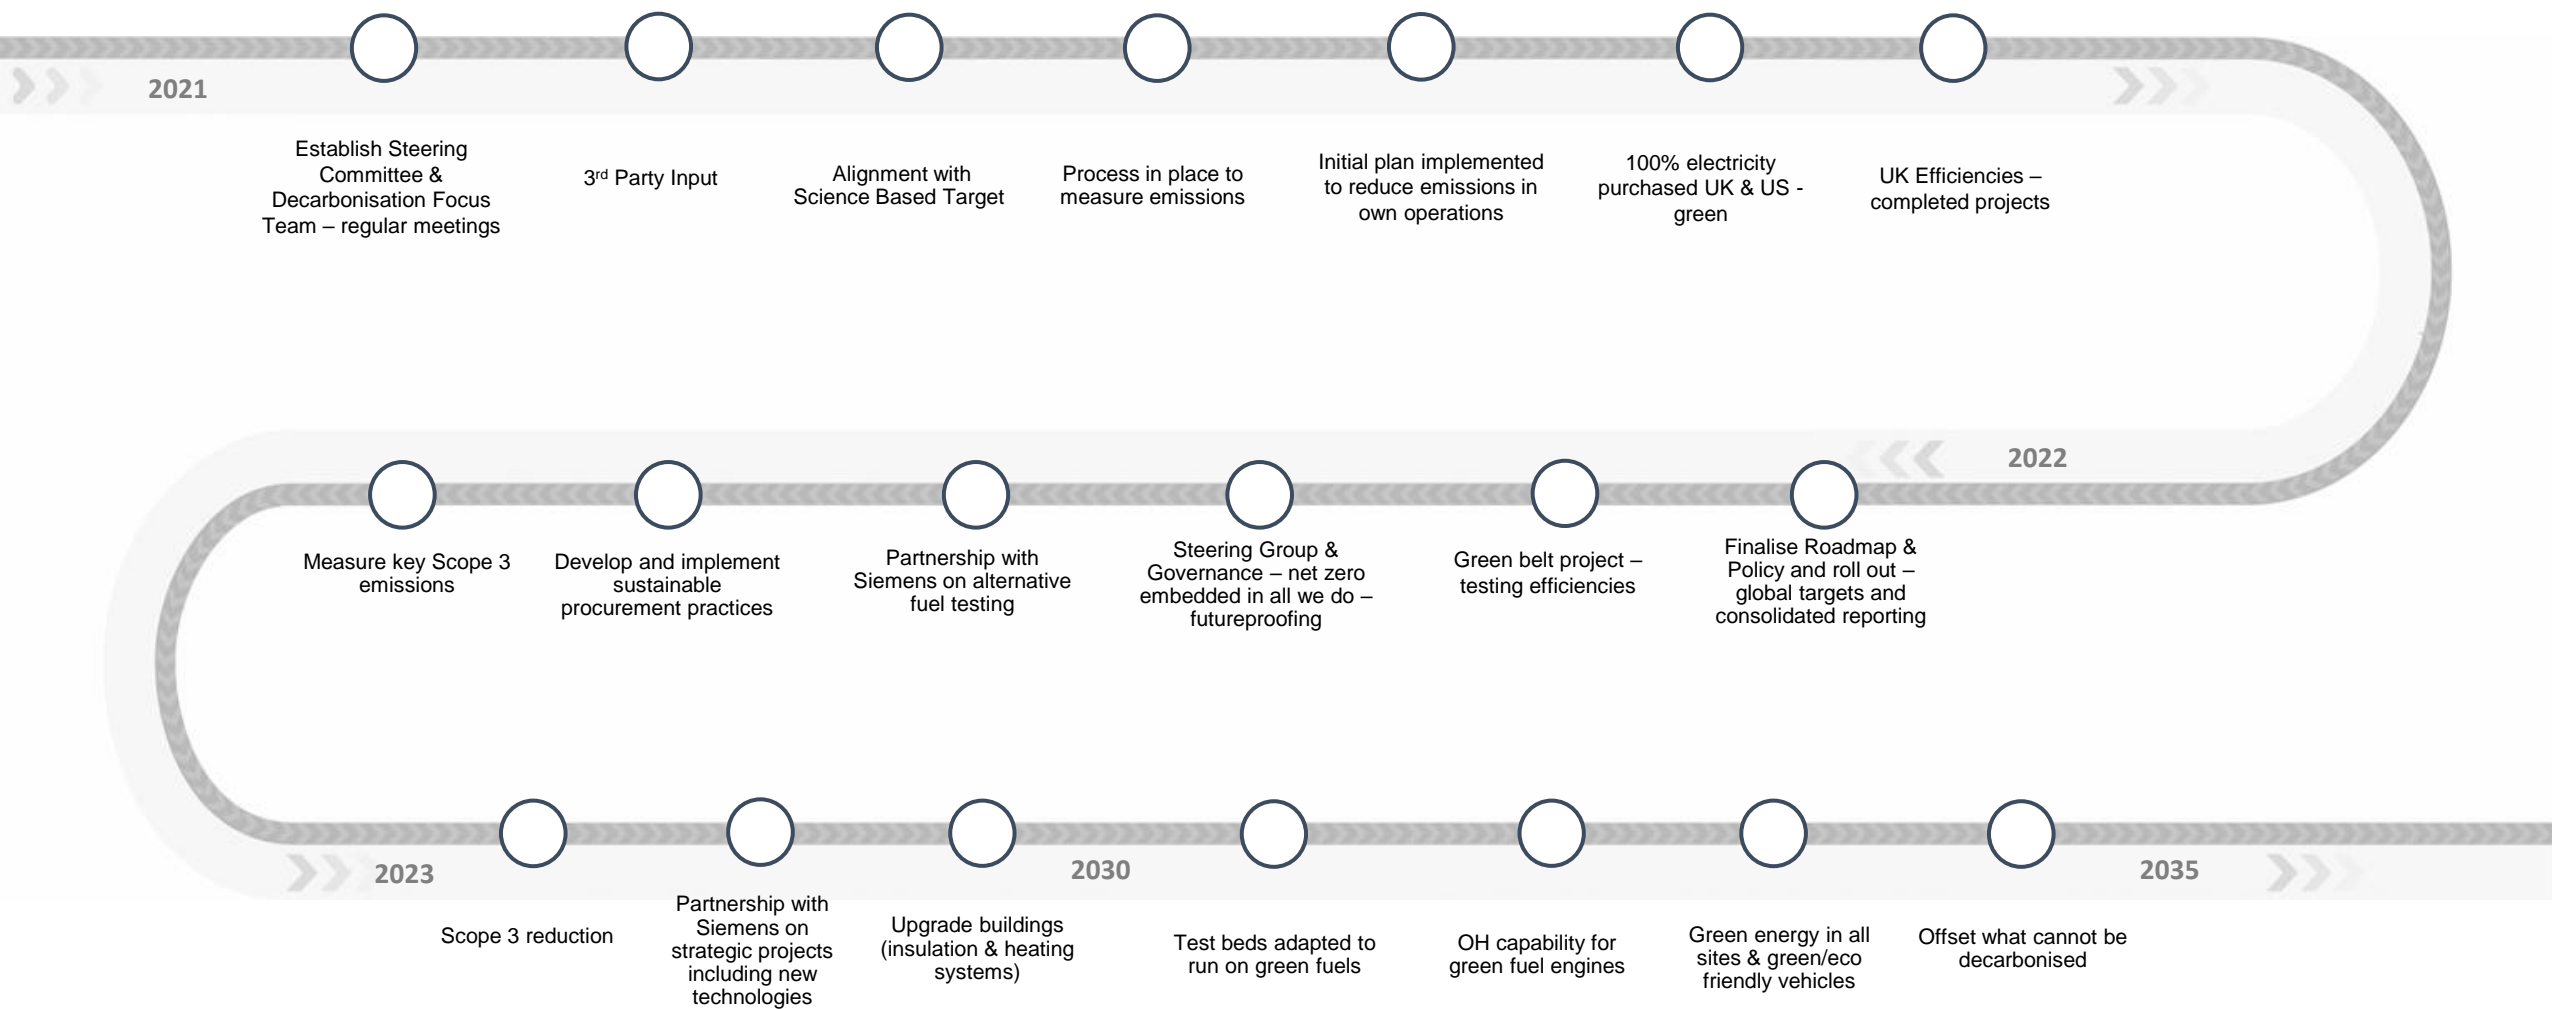 2021
Establish Steering
Committee &
Decarbonisation Focus
Team – regular meetings
3rd Party Input
Alignment with
Science Based Target
Process in place to
measure emissions
Initial plan implemented
to reduce emissions in
own operations
100% electricity
purchased UK & US -
green
UK Efficiencies –
completed projects
2022
Finalise Roadmap &
Policy and roll out –
global targets and
consolidated reporting
Green belt project –
testing efficiencies
Steering Group &
Governance – net zero
embedded in all we do –
futureproofing
Partnership with
Siemens on alternative
fuel testing
Develop and implement
sustainable
procurement practices
Measure key Scope 3
emissions
2023
Scope 3 reduction
Partnership with
Siemens on
strategic projects
including new
technologies
Upgrade buildings
(insulation & heating
systems)
2030
Test beds adapted to
run on green fuels
OH capability for
green fuel engines
Green energy in all
sites & green/eco
friendly vehicles
Offset what cannot be
decarbonised
2035